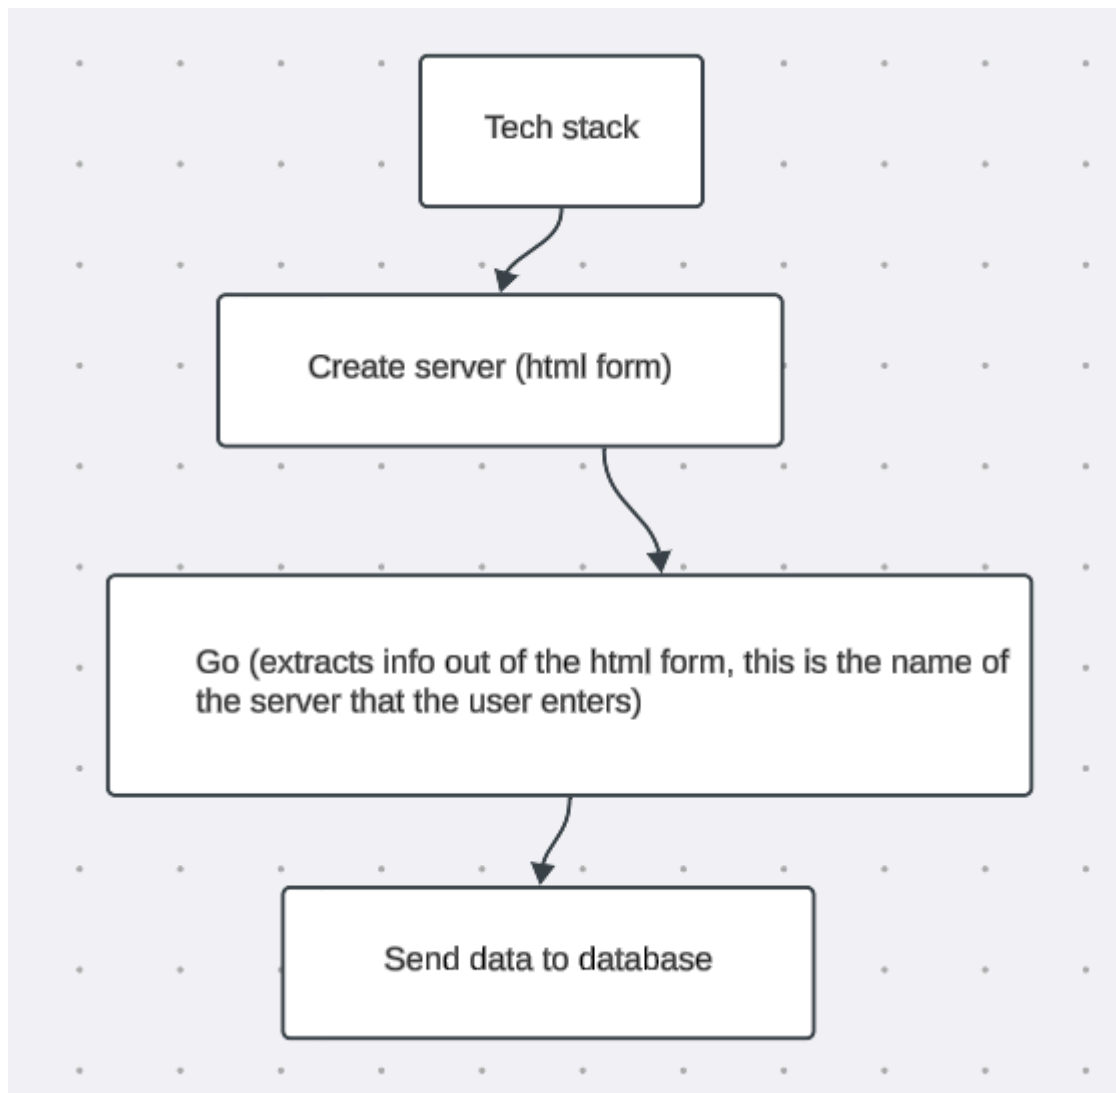 Tech stack
Create server (html form)
Go (extracts info out of the html form, this is the name of
the server that the user enters)
Send data to database